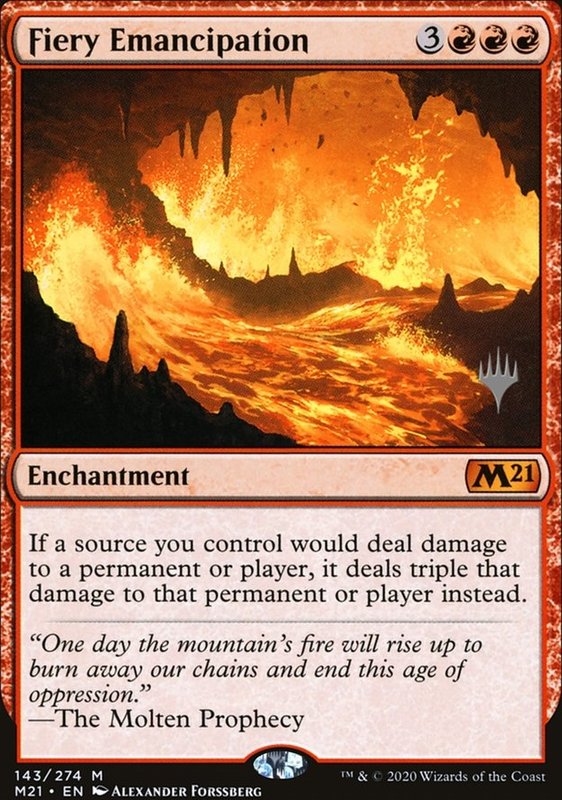 Fiery Emancipation 3
Enchantment M21
If a source you control would deal damage
to a permanent or player, it deals triple that
damage to that permanent or player instead.
“One day the mountain’s fire will rise up to
burn away our chains and end this age of
oppression.”
—The Molten Prophecy
143/274 M
M21 • EN Alexander Forssberg
™ & © 2020 Wizards of the Coast